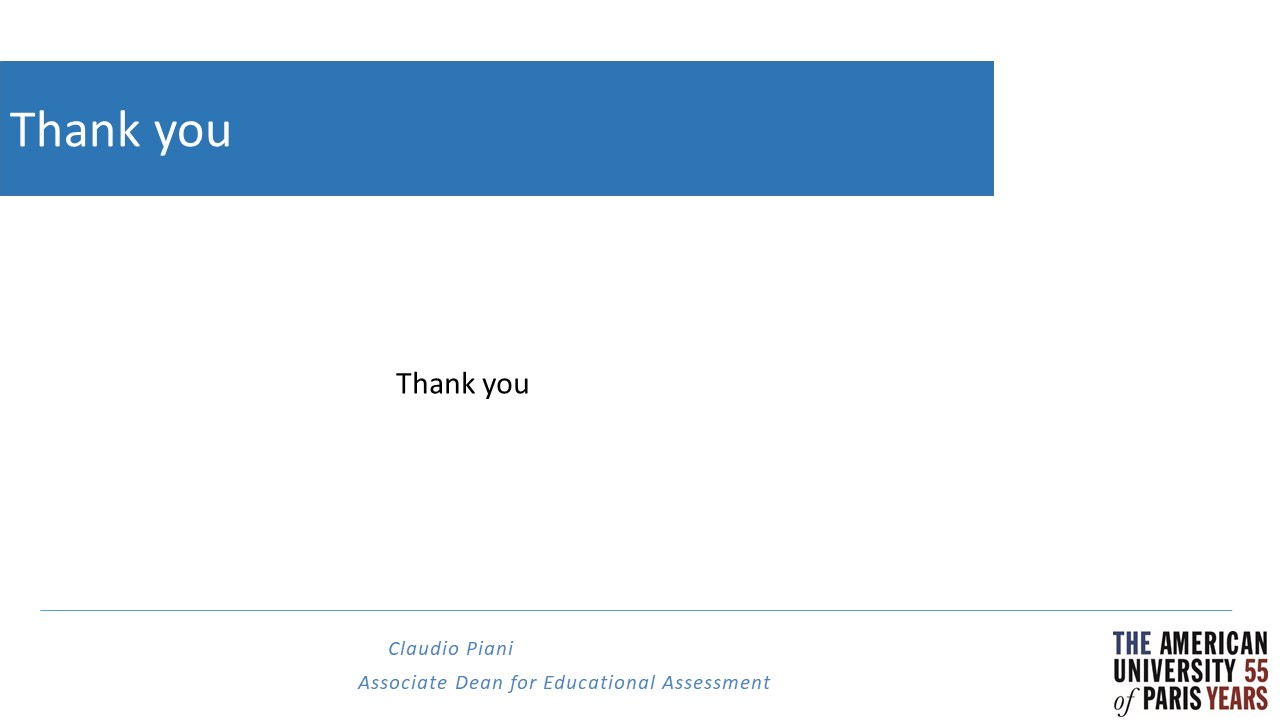 Thank you
Thank you
Claudio Piani
Associate Dean for Educational Assessment
THE AMERICAN
UNIVERSITY 55
of PARIS YEARS